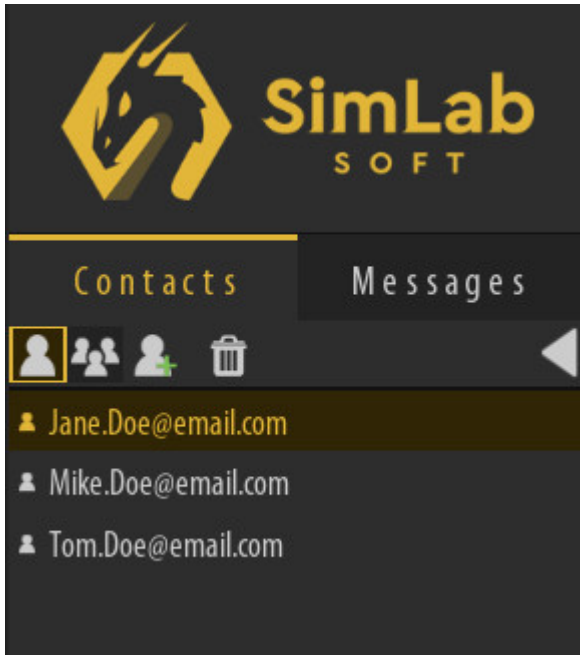 SimLab
SOFT
Contacts Messages
Jane.Doe@email.com
Mike.Doe@email.com
Tom.Doe@email.com